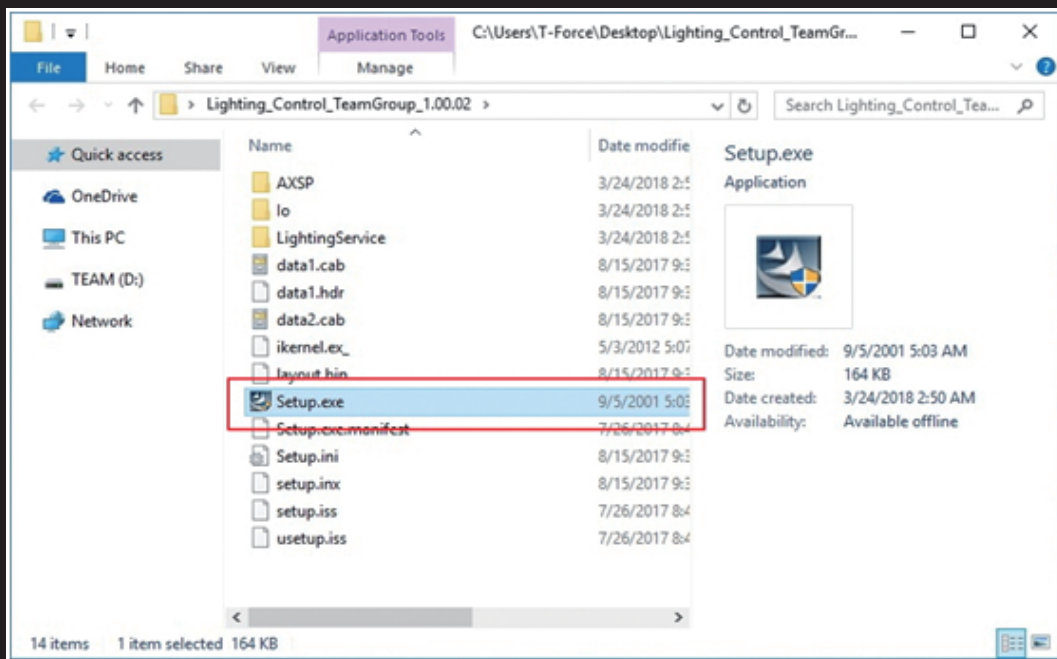 Application Tools C:\Users\T-Force\Desktop\Lighting_Control_TeamGr...
File Home Share View Manage
Lighting_Control_TeamGroup_1.00.02 Search Lighting_Control_Tea...
Quick access
OneDrive
This PC
TEAM (D:)
Network
Name Date modifie
AXSP 3/24/2018 2:5
Io 3/24/2018 2:5
LightingService 3/24/2018 2:5
data1.cab 8/15/2017 9:3
data1.hdr 8/15/2017 9:3
data2.cab 8/15/2017 9:3
ikernel.ex_ 5/3/2012 5:07
layout.bin 8/15/2017 9:3
Setup.exe 9/5/2001 5:03
Setup.exe.manifest 7/26/2017 8:4
Setup.ini 8/15/2017 9:3
setup.inx 8/15/2017 9:3
setup.iss 7/26/2017 8:4
usetup.iss 7/26/2017 8:4
Setup.exe
Application
Date modified: 9/5/2001 5:03 AM
Size: 164 KB
Date created: 3/24/2018 2:50 AM
Availability: Available offline
14 items 1 item selected 164 KB